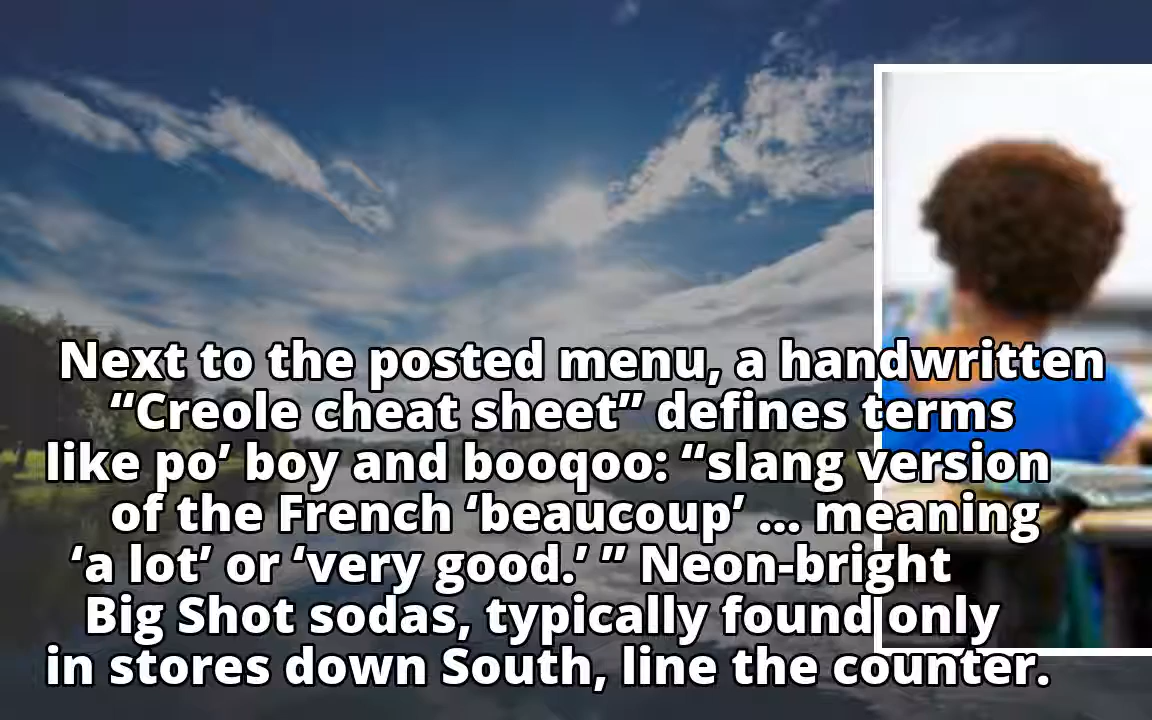 Next to the posted menu, a handwritten
“Creole cheat sheet” defines terms
like po’ boy and booqoo: “slang version
of the French ‘beaucoup’ ... meaning
‘a lot’ or ‘very good.’ ” Neon-bright
Big Shot sodas, typically found only
in stores down South, line the counter.